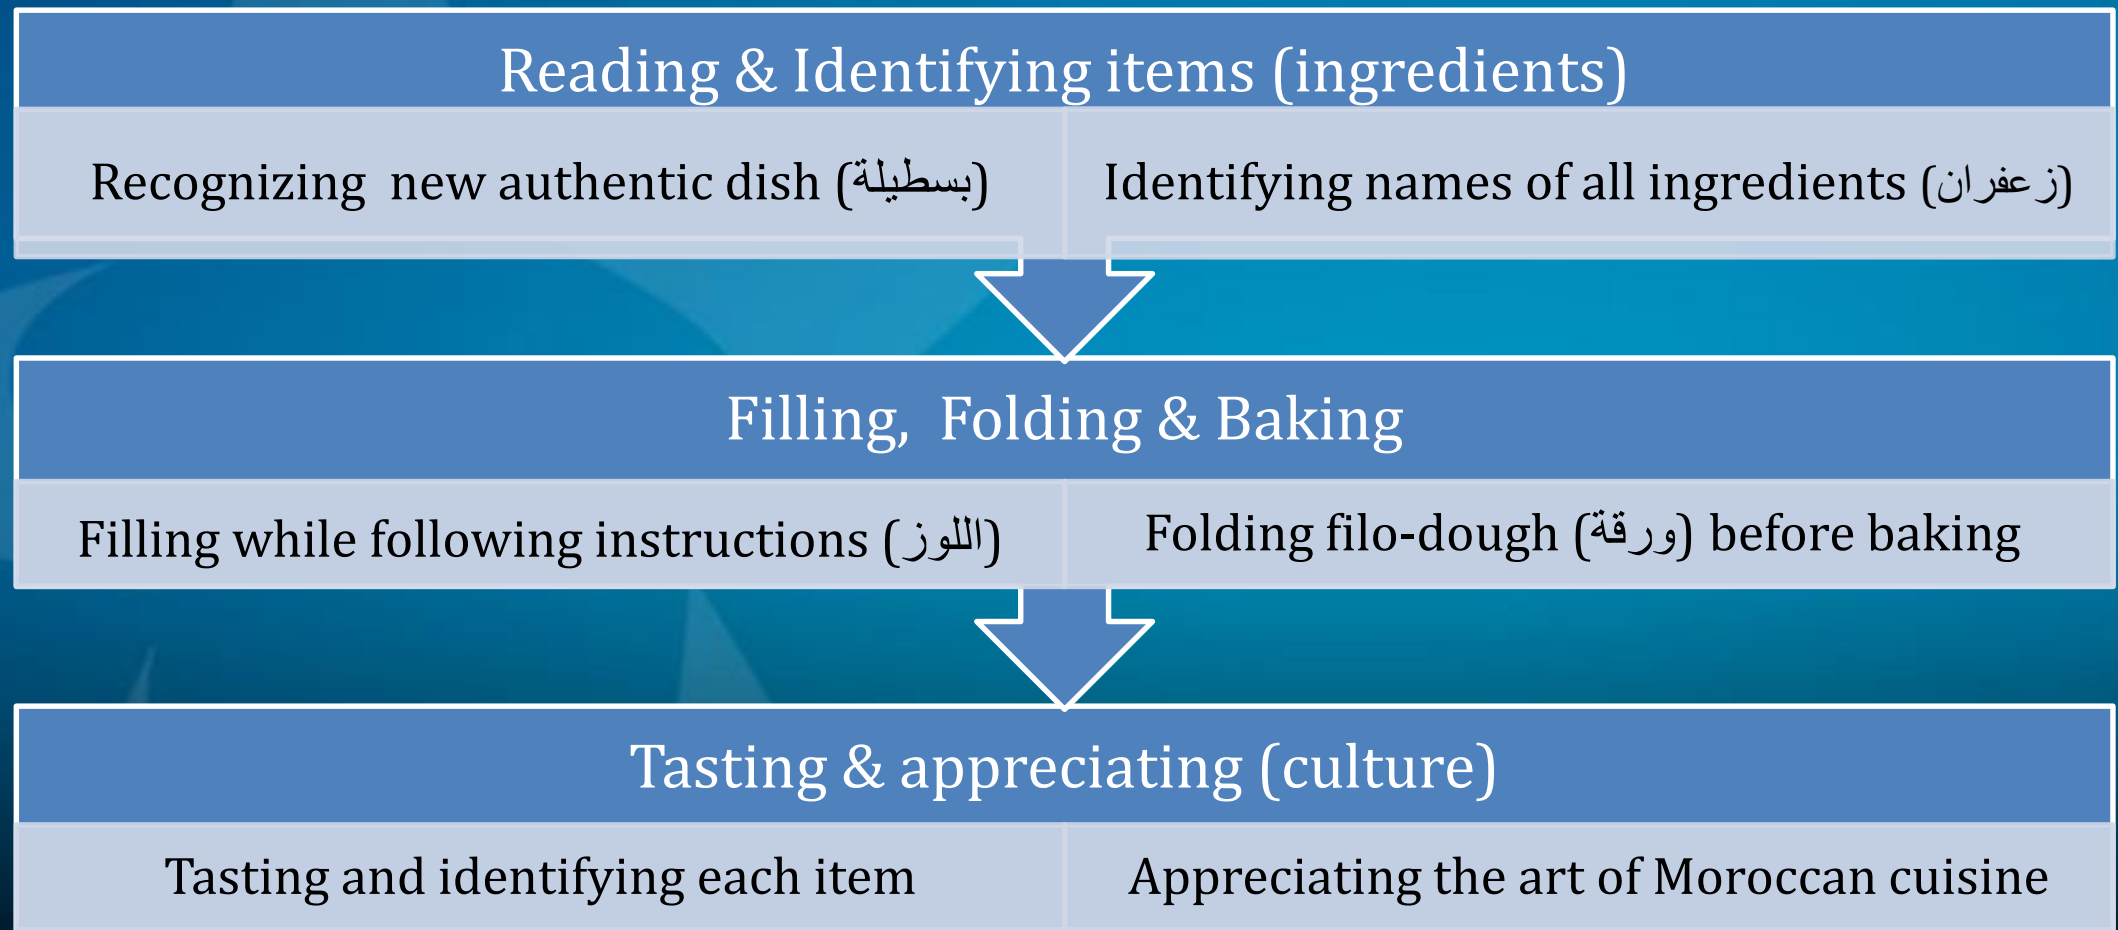 Reading & Identifying items (ingredients)
Recognizing new authentic dish (بسطيلة)
Identifying names of all ingredients (زعفران)
Filling, Folding & Baking
Filling while following instructions (اللوز)
Folding filo-dough (ورقة) before baking
Tasting & appreciating (culture)
Tasting and identifying each item
Appreciating the art of Moroccan cuisine